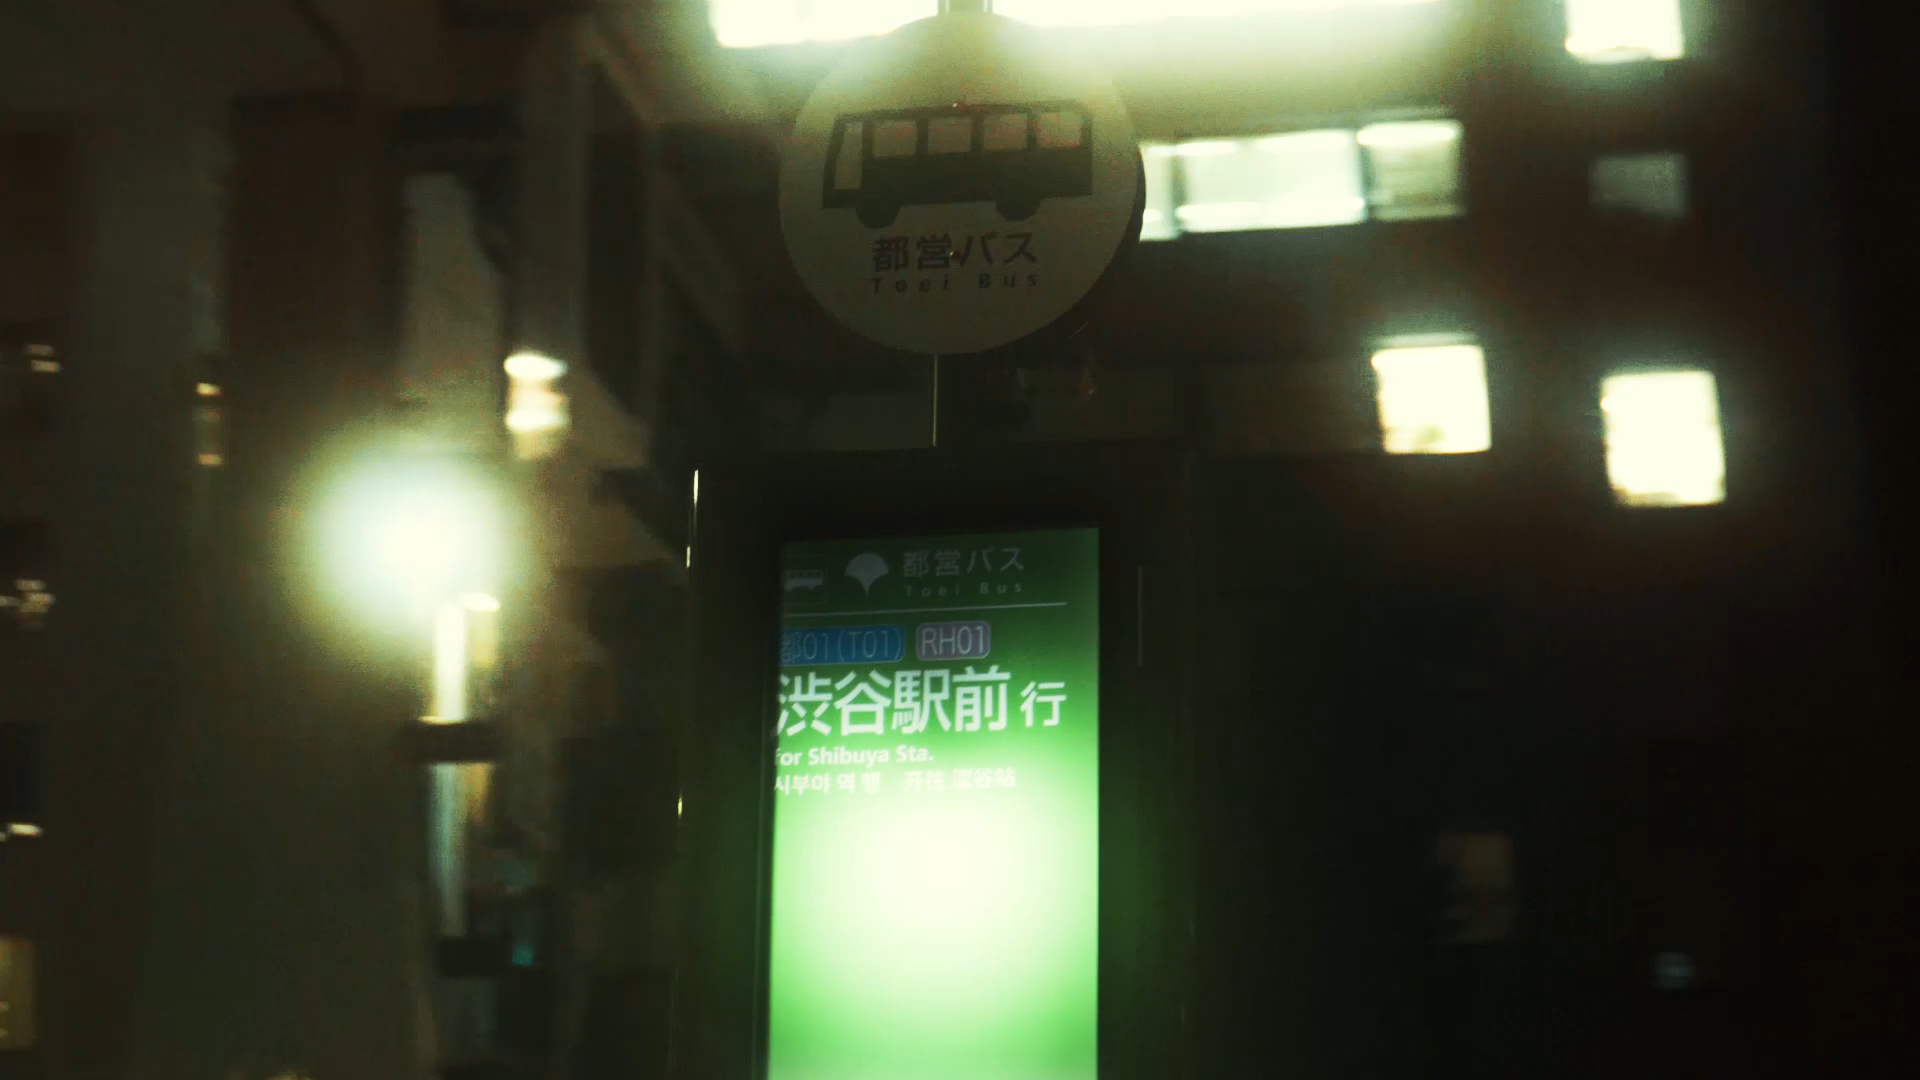 都営バス
Toei Bus
都営バス
Toei Bus
都01(T01) RH01
渋谷駅前 行
for Shibuya Sta.
시부야 역 행 开往 涩谷站